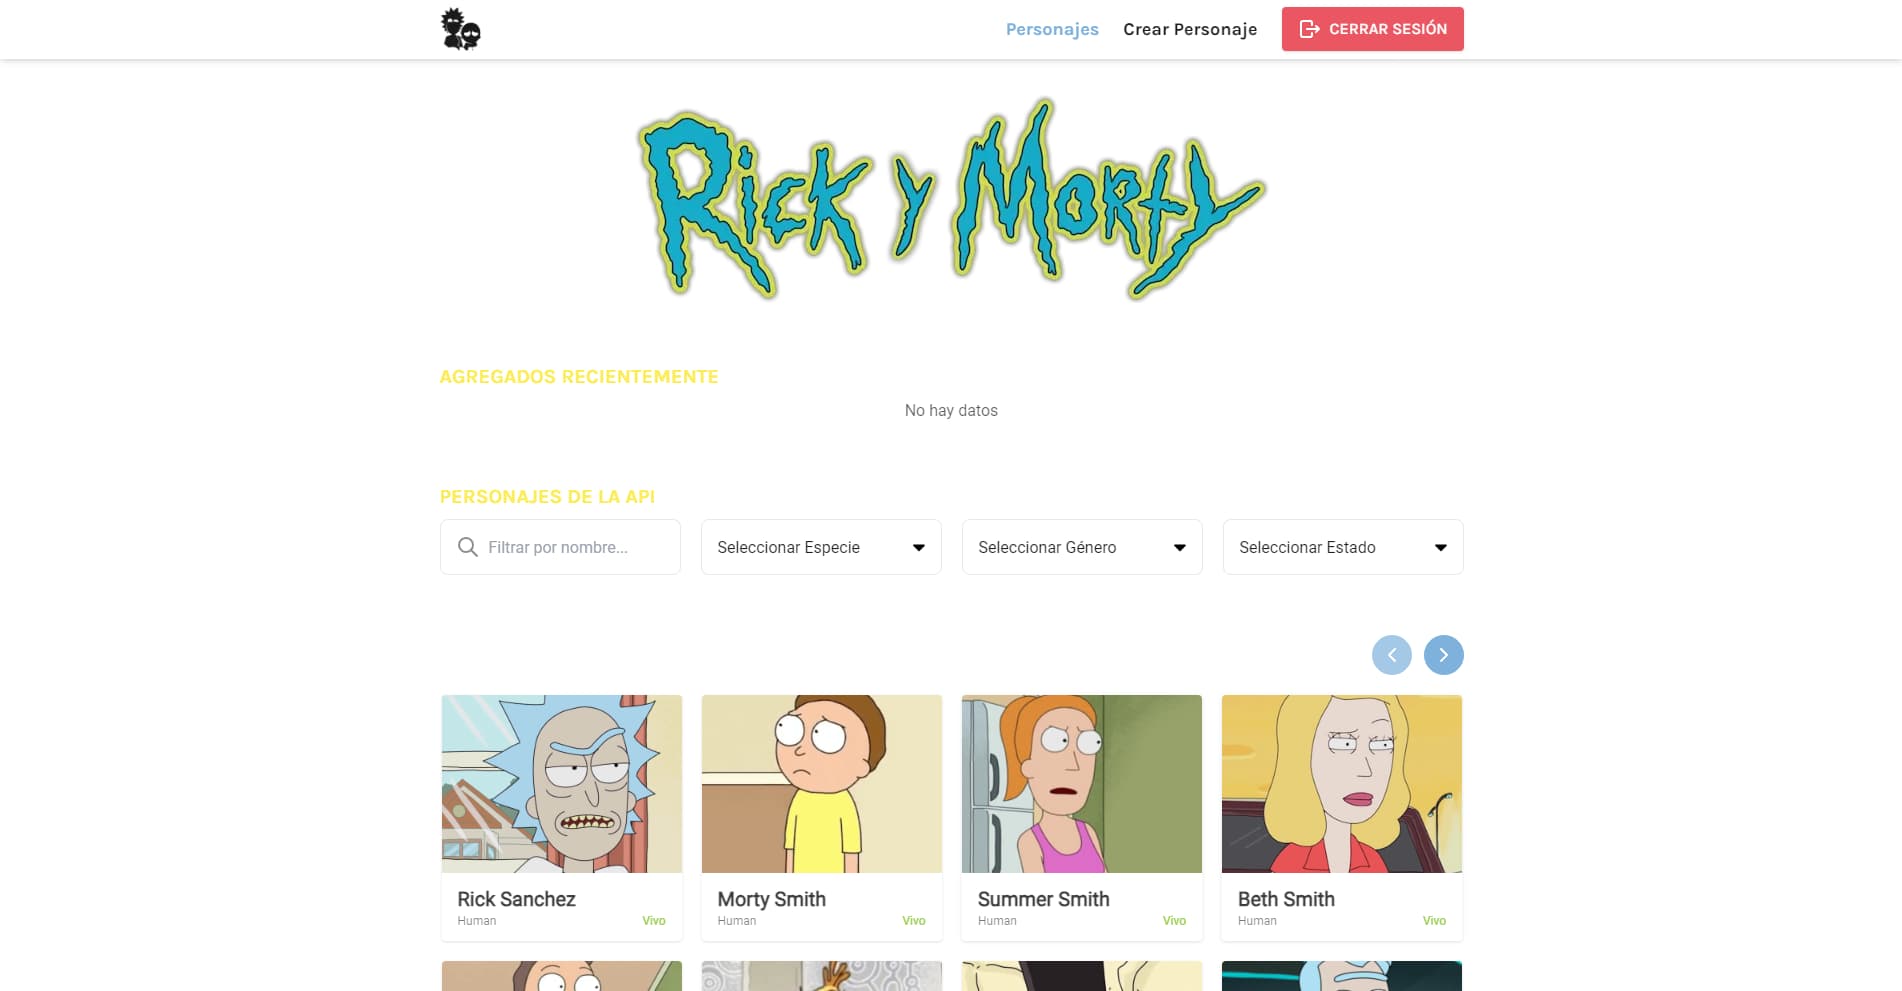 Personajes
Crear Personaje
CERRAR SESIÓN
Rick y Morty
AGREGADOS RECIENTEMENTE
No hay datos
PERSONAJES DE LA API
Filtrar por nombre...
Seleccionar Especie
Seleccionar Género
Seleccionar Estado
Rick Sanchez
Human
Vivo
Morty Smith
Human
Vivo
Summer Smith
Human
Vivo
Beth Smith
Human
Vivo